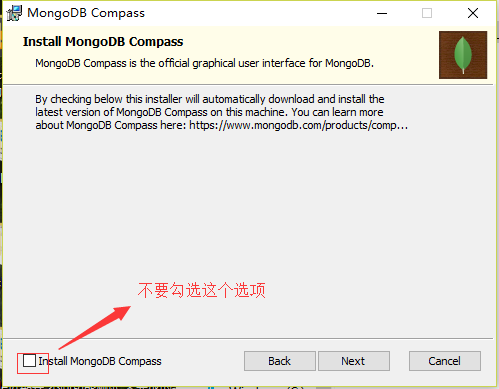 MongoDB Compass
Install MongoDB Compass
MongoDB Compass is the official graphical user interface for MongoDB.
By checking below this installer will automatically download and install the
latest version of MongoDB Compass on this machine. You can learn more
about MongoDB Compass here: https://www.mongodb.com/products/comp...
不要勾选这个选项
Install MongoDB Compass
Back
Next
Cancel